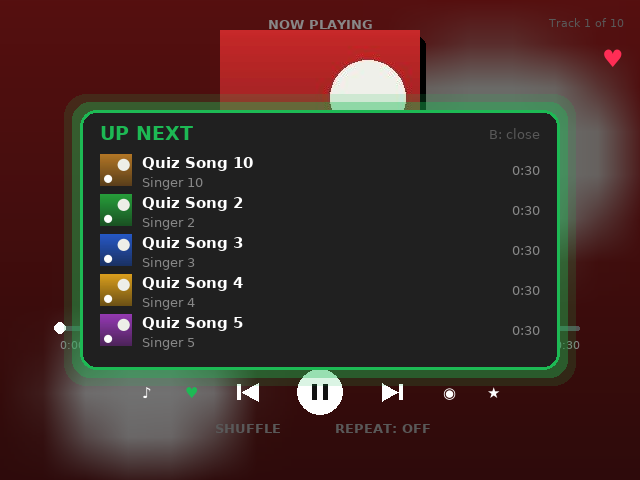 NOW PLAYING
Track 1 of 10
UP NEXT
B: close
Quiz Song 10
Singer 10
0:30
Quiz Song 2
Singer 2
0:30
Quiz Song 3
Singer 3
0:30
Quiz Song 4
Singer 4
0:30
Quiz Song 5
Singer 5
0:30
SHUFFLE
REPEAT: OFF